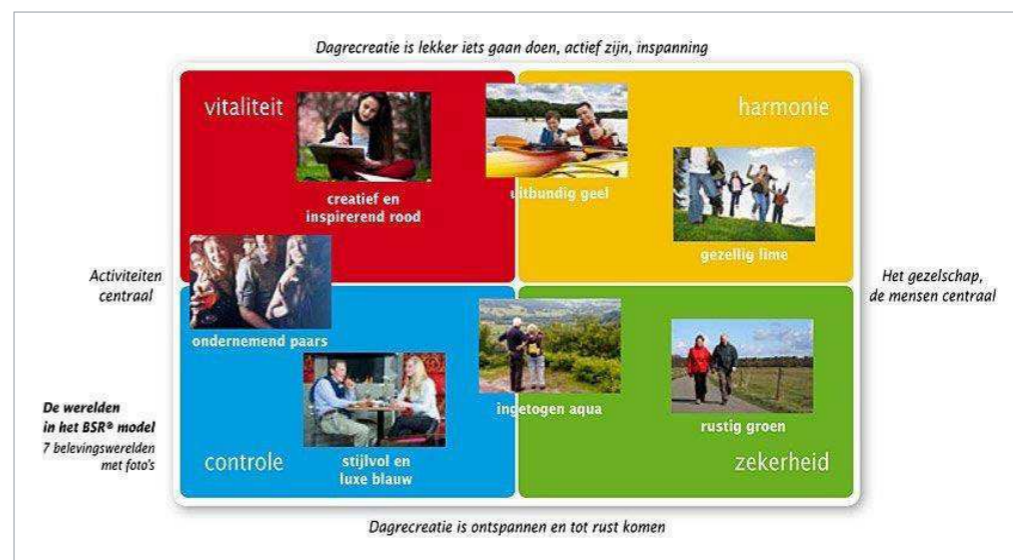 Dagrecreatie is lekker iets gaan doen, actief zijn, inspanning
vitaliteit
harmonie
creatief en
inspirerend rood
uitbundig geel
gezellig lime
Activiteiten
centraal
Het gezelschap,
de mensen centraal
ondernemend paars
ingetogen aqua
rustig groen
De werelden
in het BSR® model
7 belevingswerelden
met foto's
controle
stijlvol en
luxe blauw
zekerheid
Dagrecreatie is ontspannen en tot rust komen